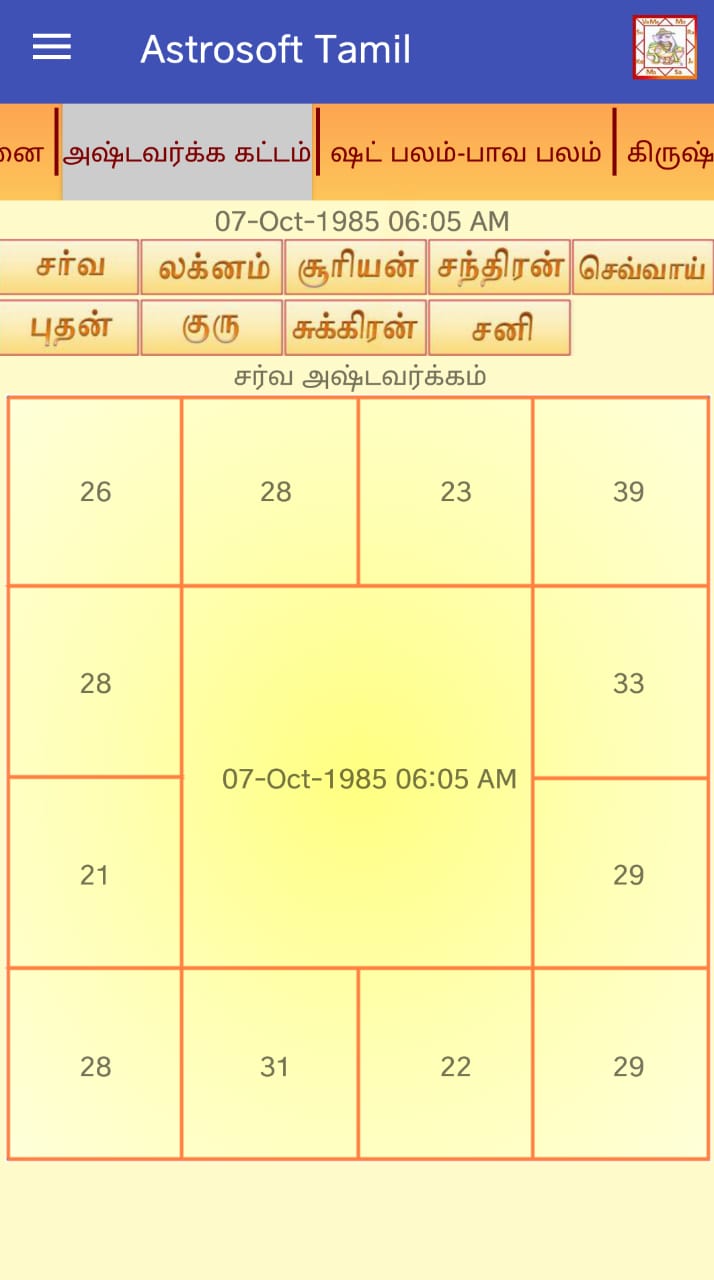 Astrosoft Tamil
னை அஷ்டவர்க்க கட்டம் ஷட் பலம்-பாவ பலம் கிருஷ்
07-Oct-1985 06:05 AM
சர்வ லக்னம் சூரியன் சந்திரன் செவ்வாய்
புதன் குரு சுக்கிரன் சனி
சர்வ அஷ்டவர்க்கம்
26 28 23 39
28 33
07-Oct-1985 06:05 AM
21 29
28 31 22 29